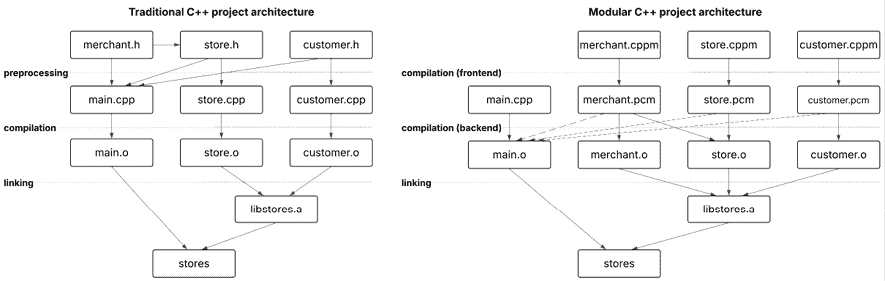 Traditional C++ project architecture
merchant.h
store.h
customer.h
preprocessing
main.cpp
store.cpp
customer.cpp
compilation
main.o
store.o
customer.o
linking
libstores.a
stores
Modular C++ project architecture
merchant.cppm
store.cppm
customer.cppm
compilation (frontend)
main.cpp
merchant.pcm
store.pcm
customer.pcm
compilation (backend)
main.o
merchant.o
store.o
customer.o
linking
libstores.a
stores